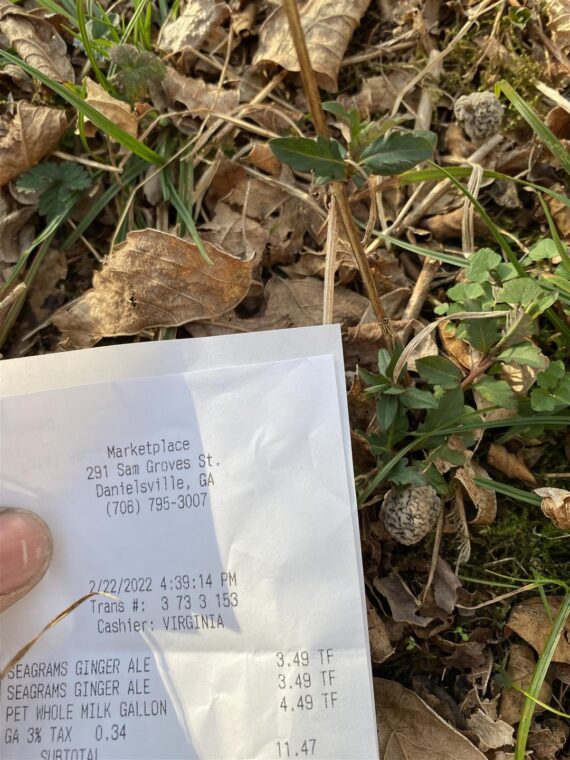 Marketplace
291 Sam Groves St.
Danielsville, GA
(706) 795-3007
2/22/2022 4:39:14 PM
Trans #: 3 73 3 153
Cashier: VIRGINIA
SEAGRAMS GINGER ALE 3.49 TF
SEAGRAMS GINGER ALE 3.49 TF
PET WHOLE MILK GALLON 4.49 TF
GA 3% TAX 0.34
SUBTOTAL 11.47